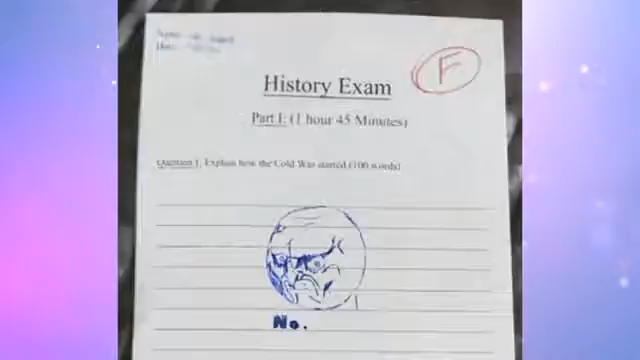 F
History Exam
Part I: (1 hour 45 Minutes)
Question 1. Explain how the Cold War started (100 words)
No.